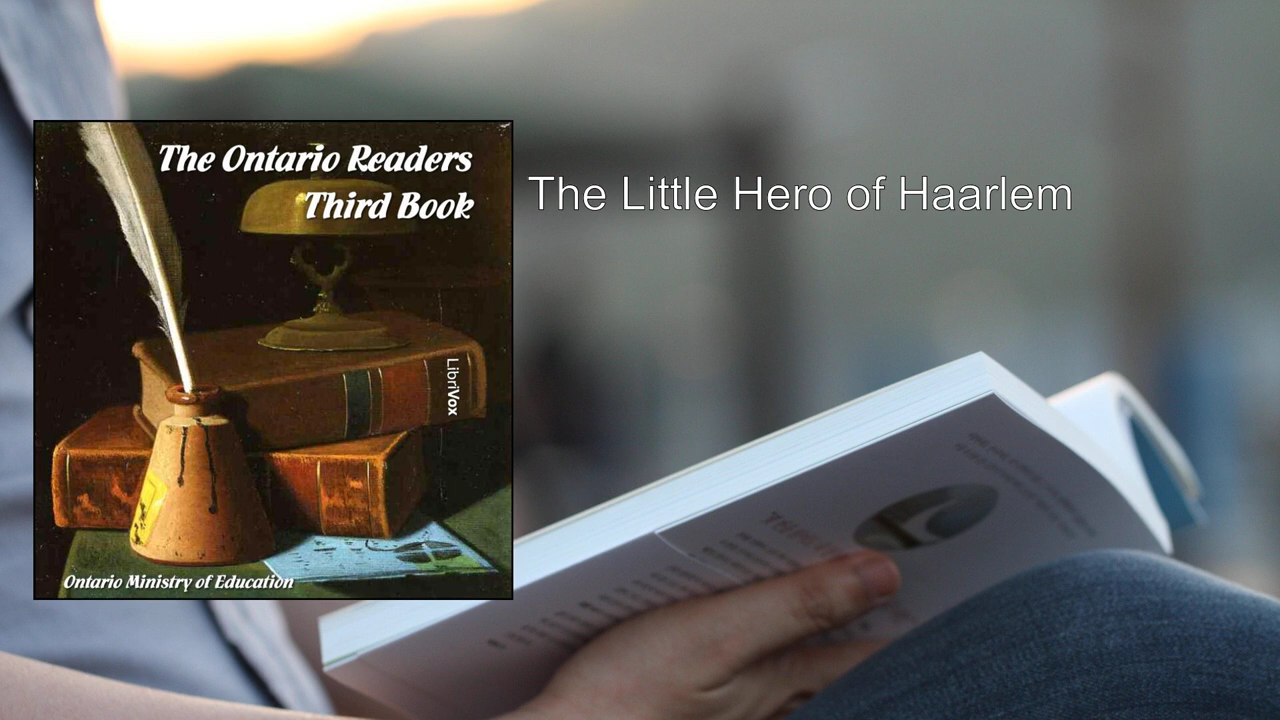 The Ontario Readers
Third Book
LibriVox
Ontario Ministry of Education
The Little Hero of Haarlem